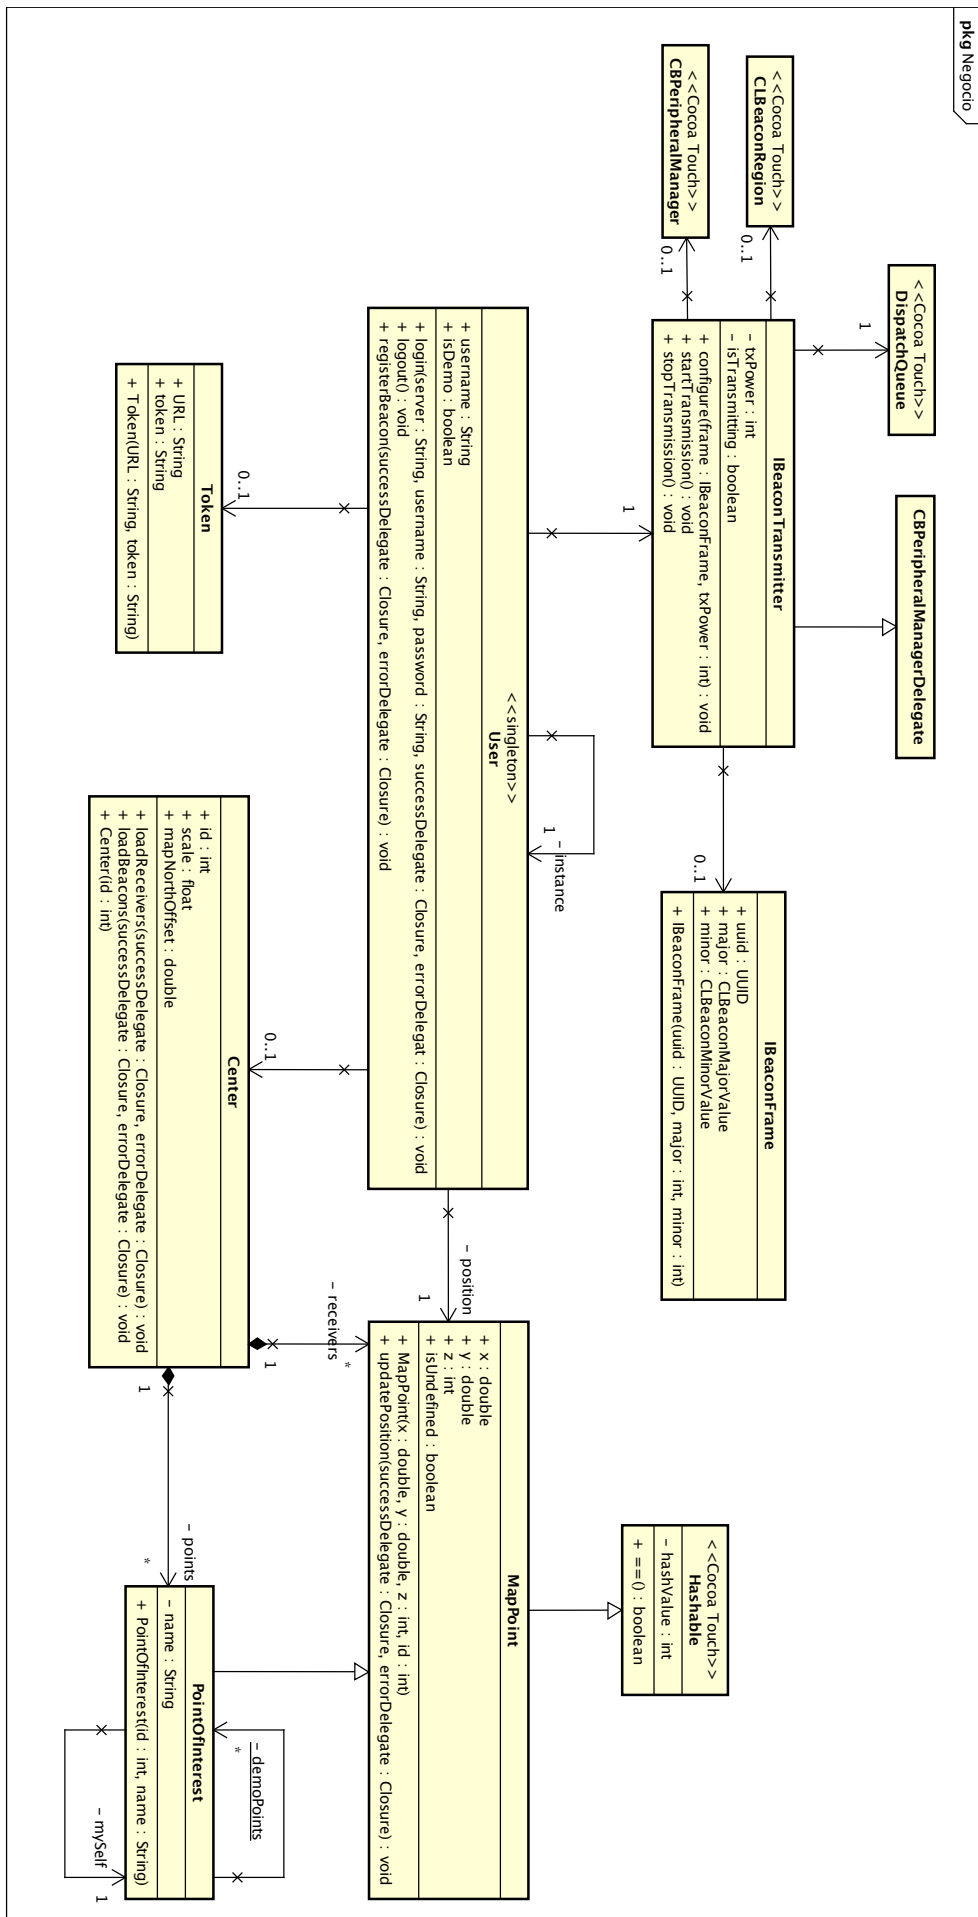 pkg Negocio
<<Cocoa Touch>>
CBPeripheralManager
0..1
<<Cocoa Touch>>
CLBeaconRegion
0..1
<<Cocoa Touch>>
DispatchQueue
1
CBPeripheralManagerDelegate
IBeaconTransmitter
- txPower : int
- isTransmitting : boolean
+ configure(frame : IBeaconFrame, txPower : int) : void
+ startTransmission() : void
+ stopTransmission() : void
0..1
IBeaconFrame
+ uuid : UUID
+ major : CLBeaconMajorValue
+ minor : CLBeaconMinorValue
+ IBeaconFrame(uuid : UUID, major : int, minor : int)
<<Cocoa Touch>>
Hashable
- hashValue : int
+ ==() : boolean
1
- instance
1
<<singleton>>
User
+ username : String
+ isDemo : boolean
+ login(server : String, username : String, password : String, successDelegate : Closure, errorDelegat : Closure) : void
+ logout() : void
+ registerBeacon(successDelegate : Closure, errorDelegate : Closure) : void
- position
1
MapPoint
+ x : double
+ y : double
+ z : int
+ isUndefined : boolean
+ MapPoint(x : double, y : double, z : int, id : int)
+ updatePosition(successDelegate : Closure, errorDelegate : Closure) : void
0..1
Token
+ URL : String
+ token : String
+ Token(URL : String, token : String)
0..1
Center
+ id : int
+ scale : float
+ mapNorthOffset : double
+ loadReceivers(successDelegate : Closure, errorDelegate : Closure) : void
+ loadBeacons(successDelegate : Closure, errorDelegate : Closure) : void
+ Center(id : int)
- receivers
*
1
1
- points
*
- demoPoints
*
PointOfInterest
- name : String
+ PointOfInterest(id : int, name : String)
- mySelf
1